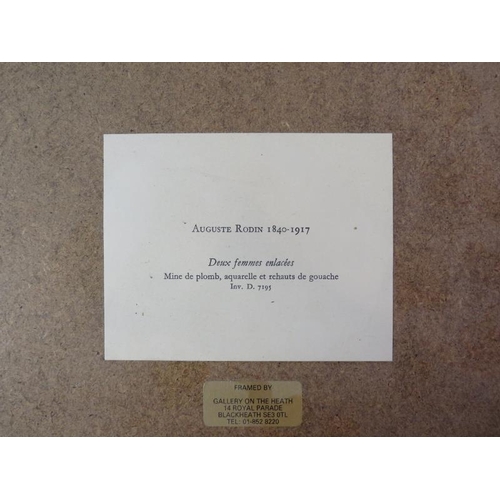 AUGUSTE RODIN 1840-1917
Deux femmes enlacées
Mine de plomb, aquarelle et rehauts de gouache
Inv. D. 7195
FRAMED BY
GALLERY ON THE HEATH
14 ROYAL PARADE
BLACKHEATH SE3 0TL
TEL: 01-852 8220